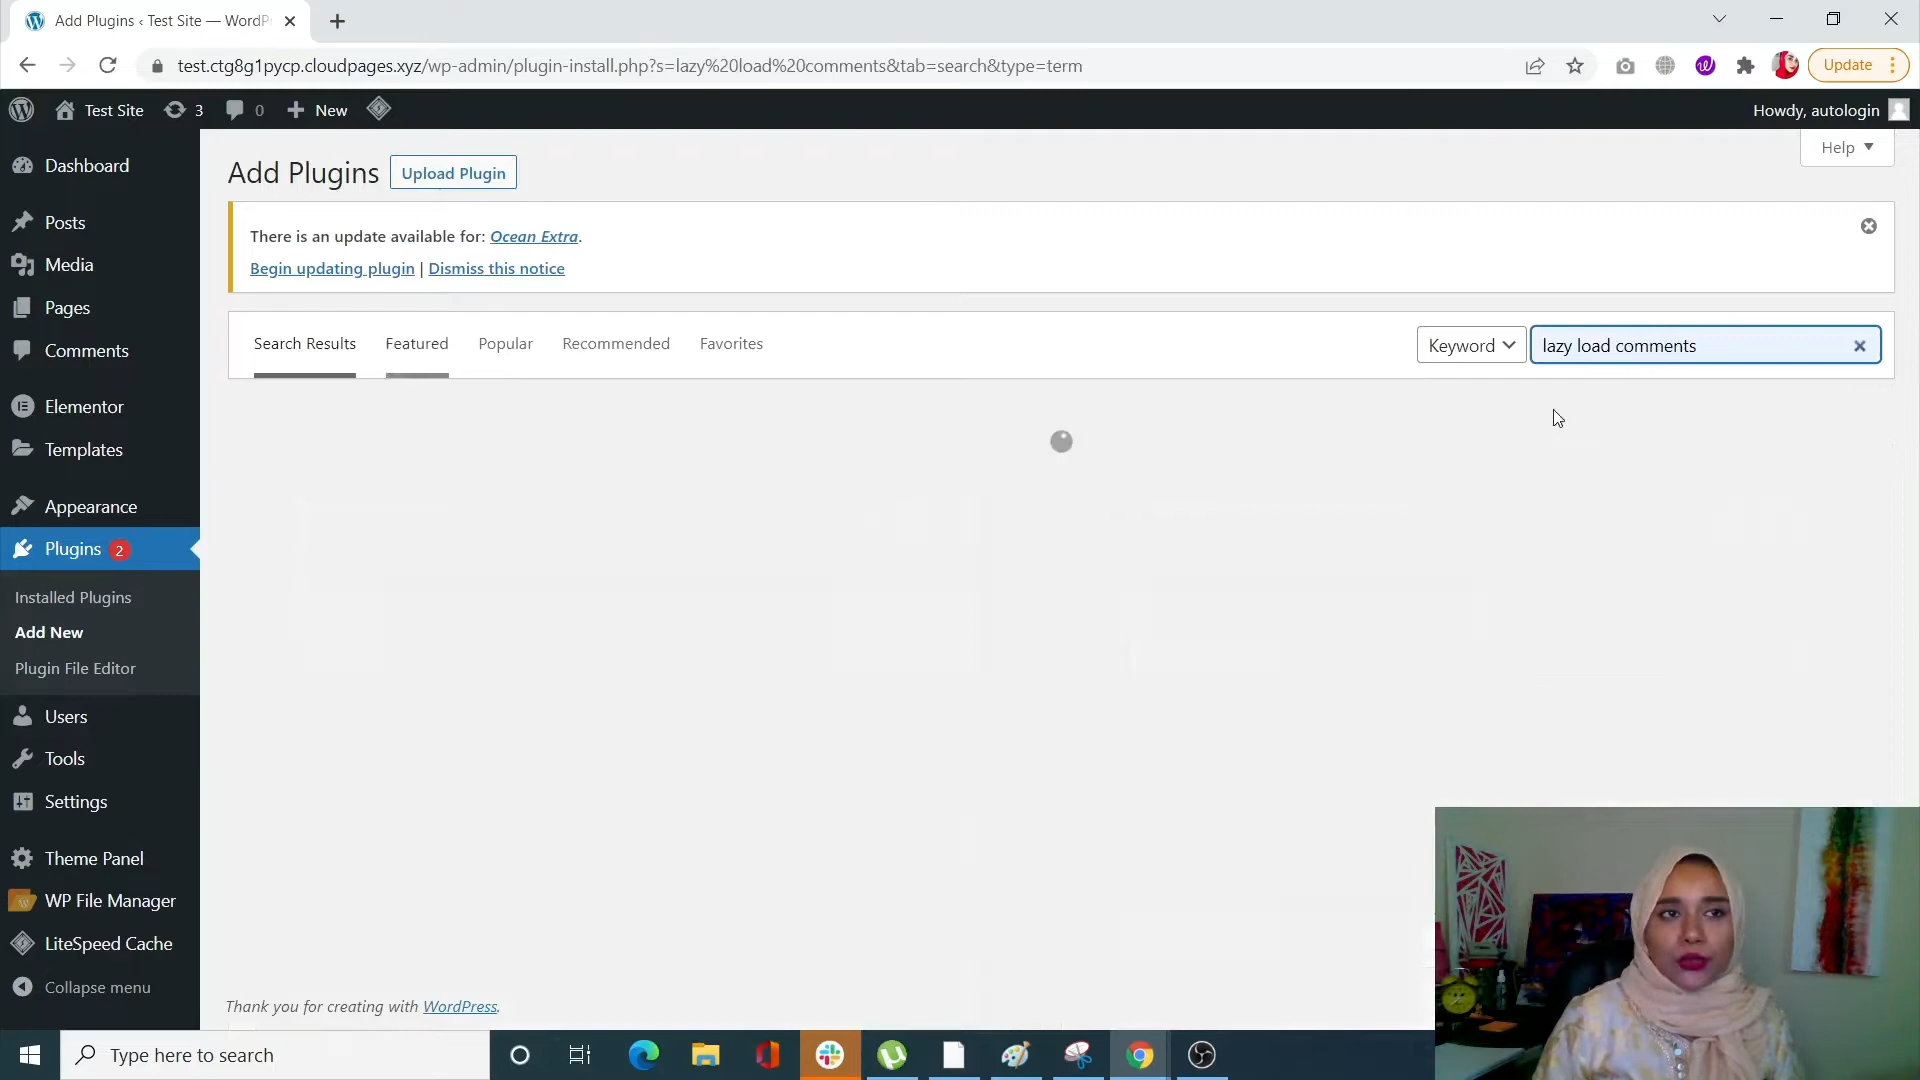 Add Plugins ‹ Test Site — WordP
test.ctg8g1pycp.cloudpages.xyz/wp-admin/plugin-install.php?s=lazy%20load%20comments&tab=search&type=term
Update
Test Site
3
0
New
Howdy, autologin
Help
Dashboard
Posts
Media
Pages
Comments
Elementor
Templates
Appearance
Plugins 2
Installed Plugins
Add New
Plugin File Editor
Users
Tools
Settings
Theme Panel
WP File Manager
LiteSpeed Cache
Collapse menu
Add Plugins
Upload Plugin
There is an update available for: Ocean Extra.
Begin updating plugin | Dismiss this notice
Search Results
Featured
Popular
Recommended
Favorites
Keyword
lazy load comments
Thank you for creating with WordPress.
Type here to search